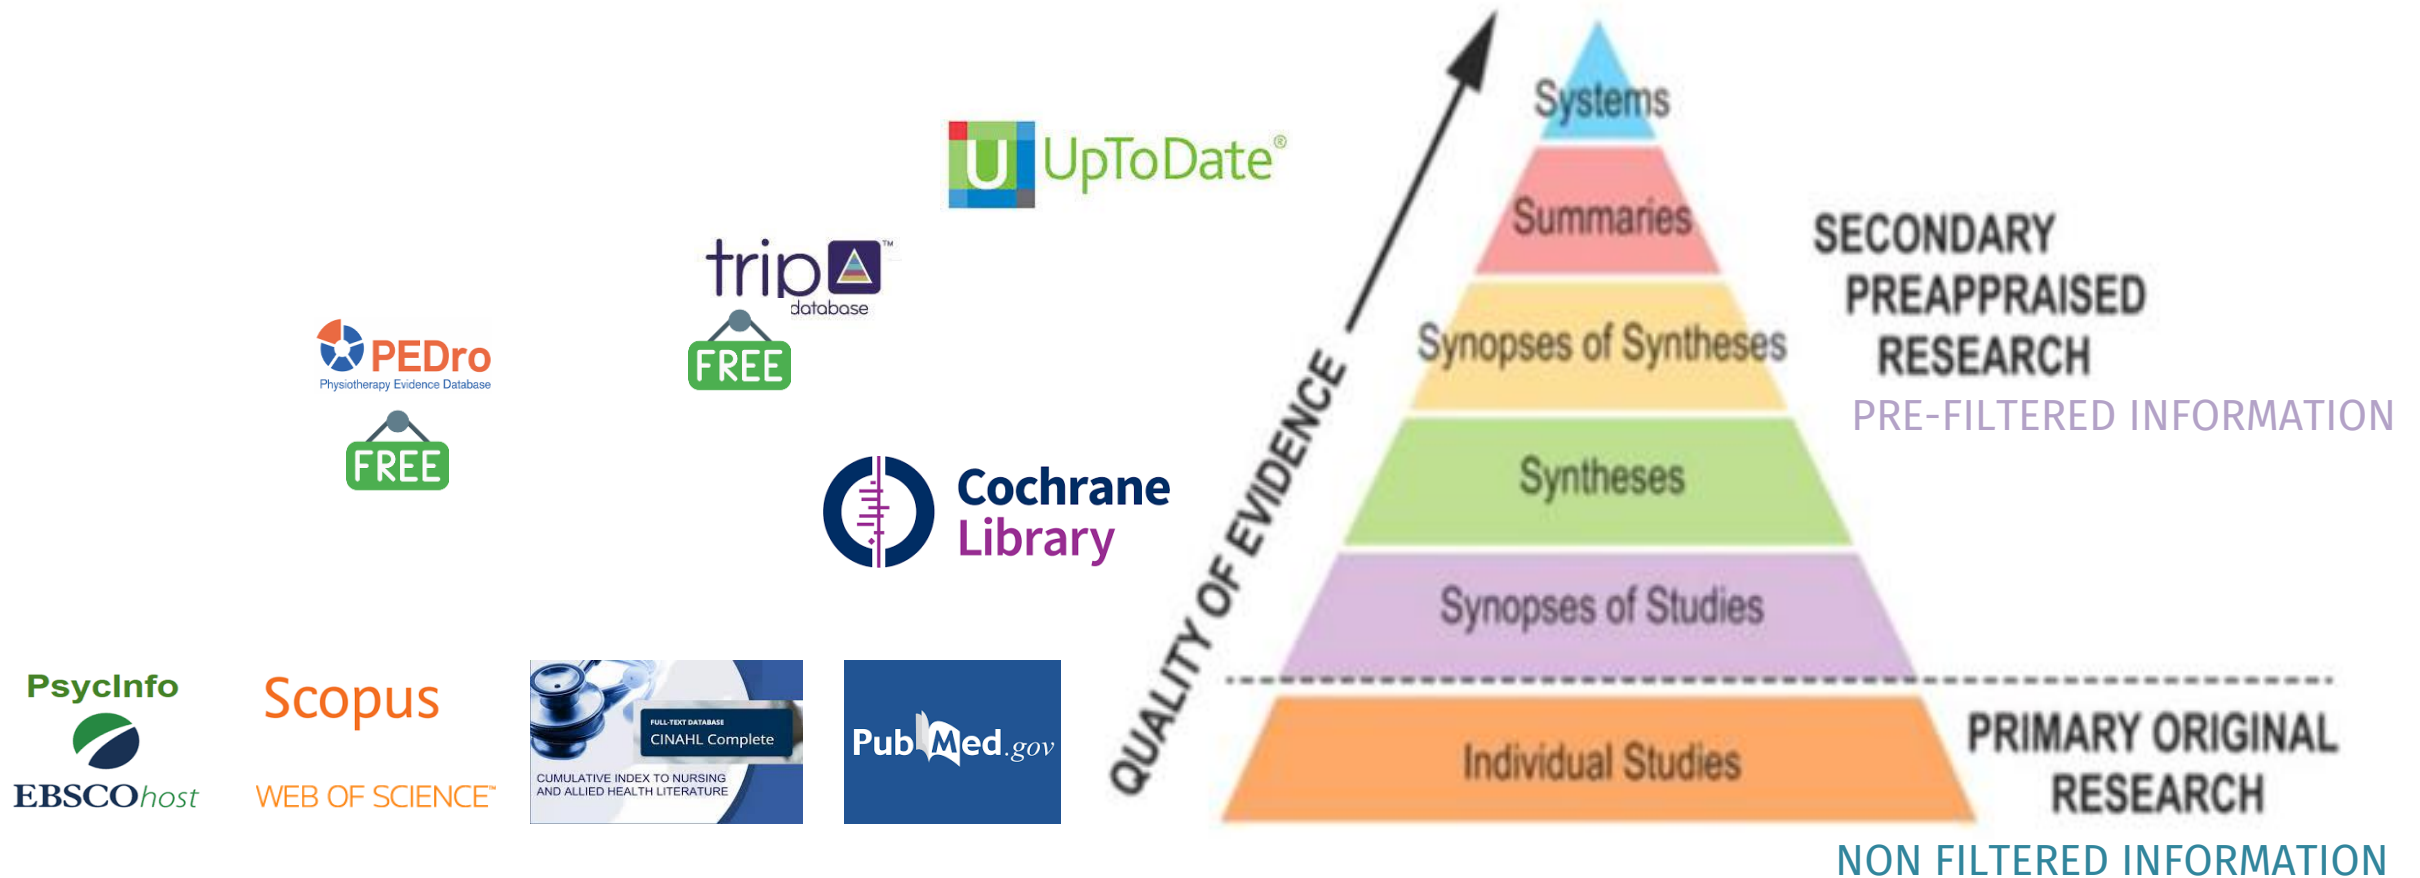 Systems
UpToDate®
Summaries
SECONDARY
PREAPPRAISED
RESEARCH
PRE-FILTERED INFORMATION
trip™
database
FREE
PEDro
Physiotherapy Evidence Database
FREE
Synopses of Syntheses
QUALITY OF EVIDENCE
Cochrane
Library
Syntheses
Synopses of Studies
PsycInfo
EBSCOhost
Scopus
WEB OF SCIENCE™
FULL-TEXT DATABASE
CINAHL Complete
CUMULATIVE INDEX TO NURSING
AND ALLIED HEALTH LITERATURE
PubMed.gov
Individual Studies
PRIMARY ORIGINAL
RESEARCH
NON FILTERED INFORMATION